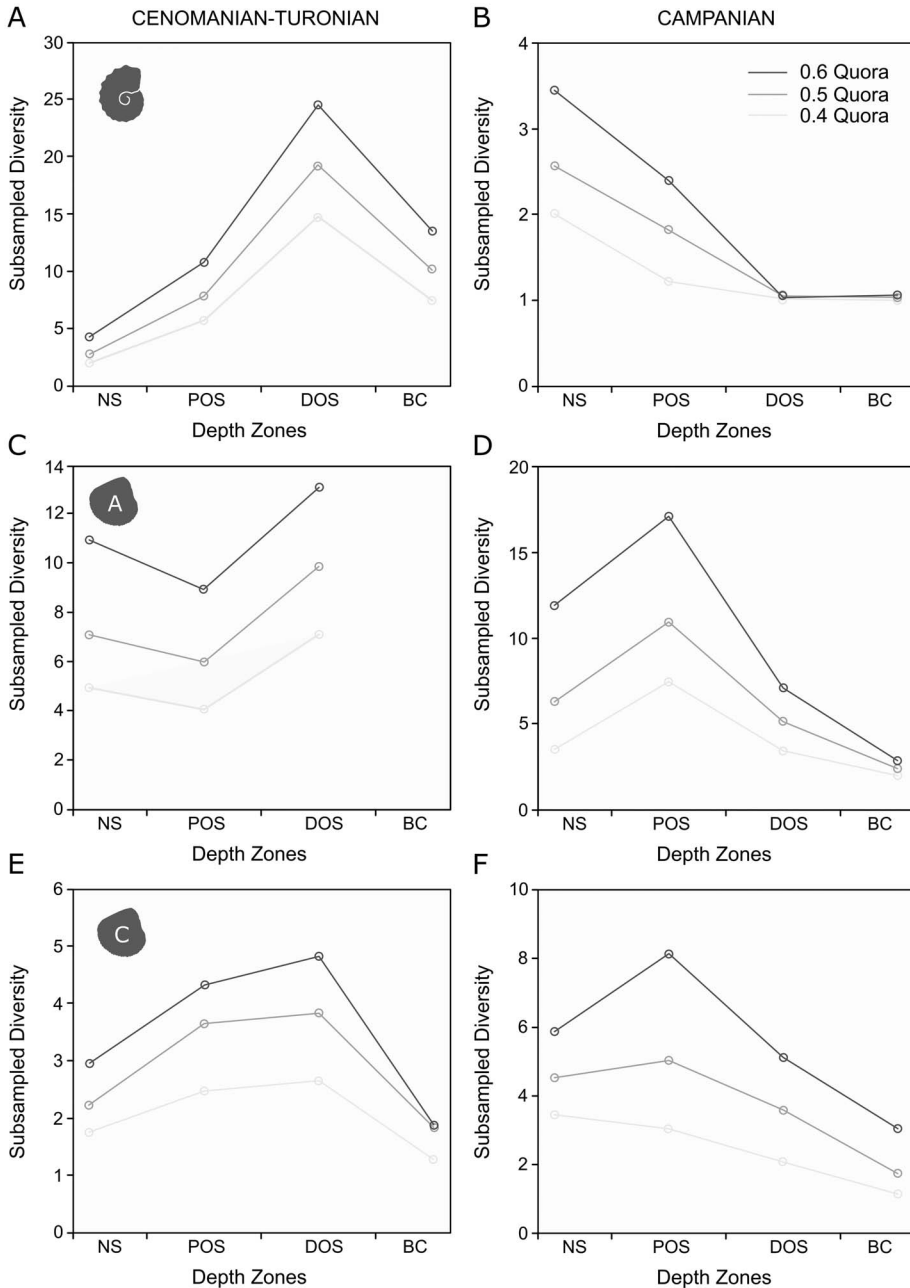 A CENOMANIAN-TURONIAN
30
25
20
15
10
5
0
Subsampled Diversity
NS POS DOS BC
Depth Zones
B CAMPANIAN
4
3
2
1
0
Subsampled Diversity
0.6 Quora
0.5 Quora
0.4 Quora
NS POS DOS BC
Depth Zones
C
14
12
10
8
6
4
2
0
Subsampled Diversity
A
NS POS DOS BC
Depth Zones
D
20
15
10
5
0
Subsampled Diversity
NS POS DOS BC
Depth Zones
E
6
5
4
3
2
1
0
Subsampled Diversity
C
NS POS DOS BC
Depth Zones
F
10
8
6
4
2
0
Subsampled Diversity
NS POS DOS BC
Depth Zones